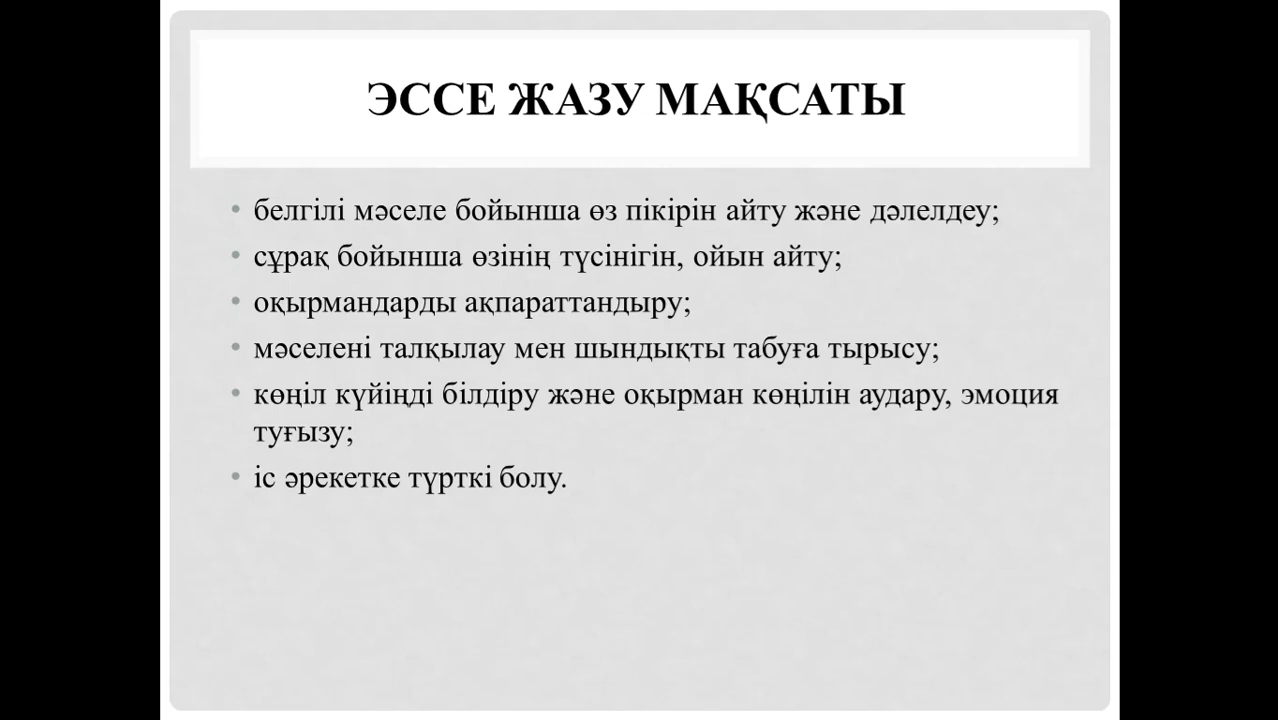 ЭССЕ ЖАЗУ МАҚСАТЫ
• белгілі мәселе бойынша өз пікірін айту және дәлелдеу;
• сұрақ бойынша өзінің түсінігін, ойын айту;
• оқырмандарды ақпараттандыру;
• мәселені талқылау мен шындықты табуға тырысу;
• көңіл күйіңді білдіру және оқырман көңілін аудару, эмоция
туғызу;
• іс әрекетке түрткі болу.